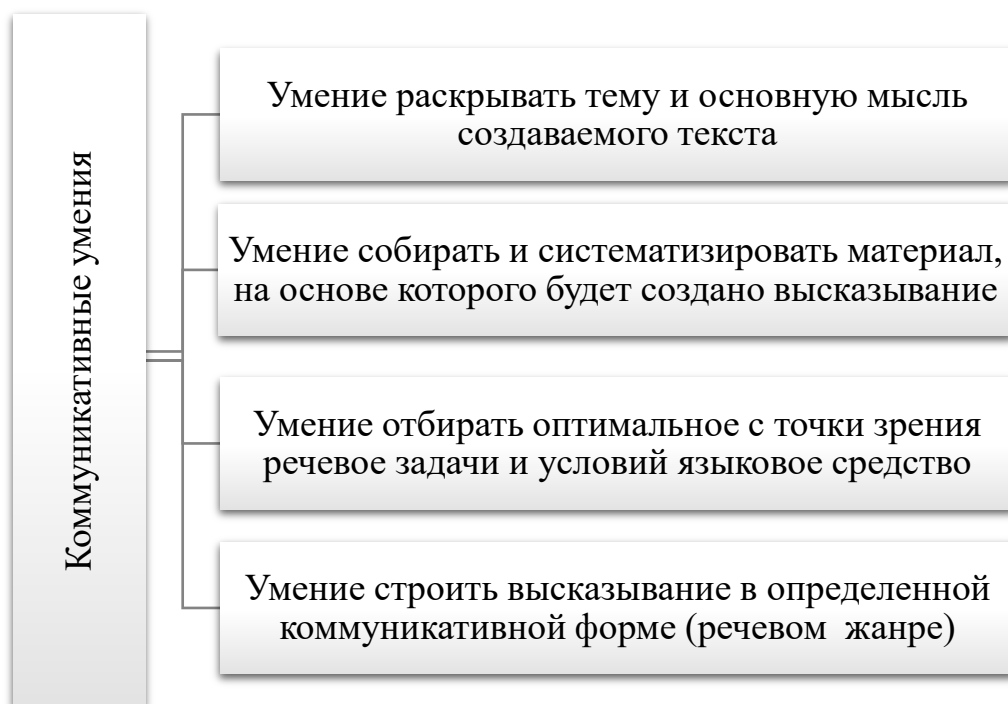 Коммуникативные умения
Умение раскрывать тему и основную мысль
создаваемого текста
Умение собирать и систематизировать материал,
на основе которого будет создано высказывание
Умение отбирать оптимальное с точки зрения
речевое задачи и условий языковое средство
Умение строить высказывание в определенной
коммуникативной форме (речевом  жанре)